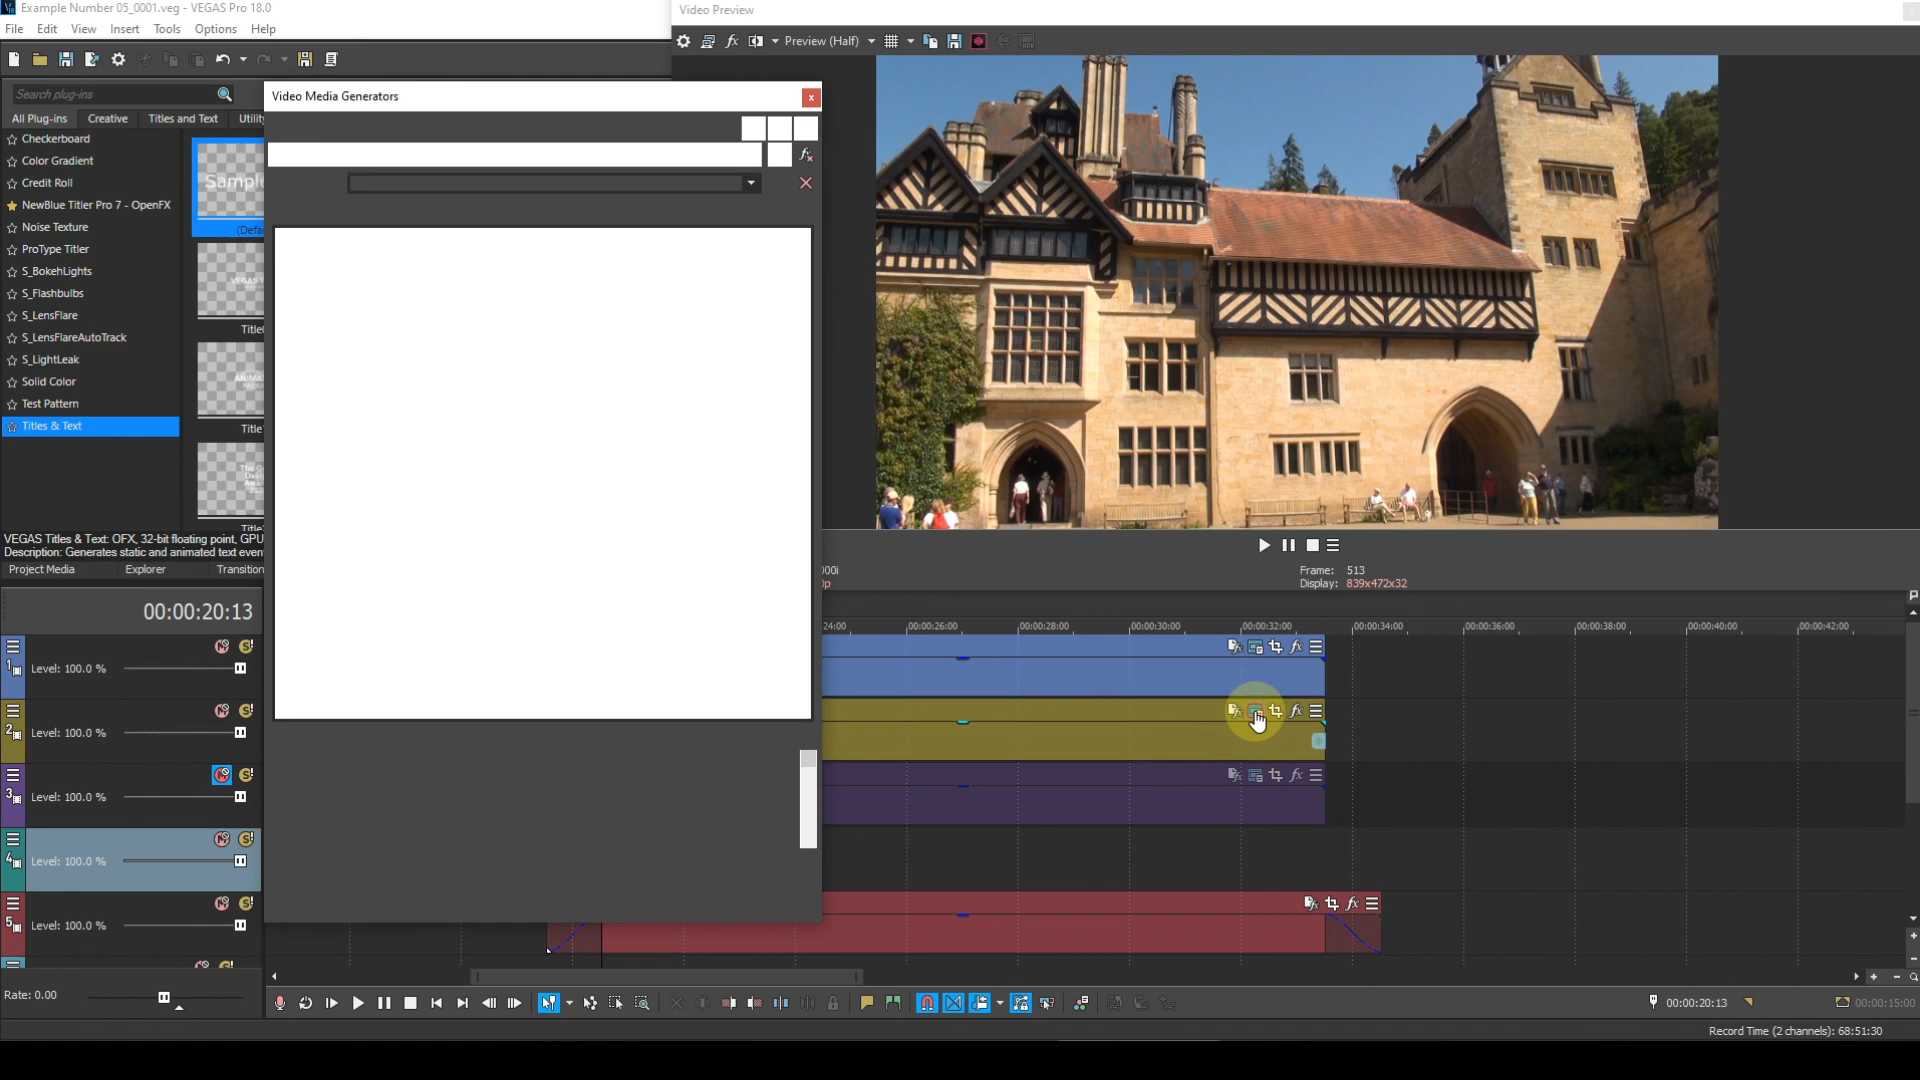 Example Number 05_0001.veg - VEGAS Pro 18.0
Video Preview
File Edit View Insert Tools Options Help
Preview (Half)
Search plug-ins
Video Media Generators
All Plug-ins Creative Titles and Text
Checkerboard
Color Gradient
Credit Roll
NewBlue Titler Pro 7 - OpenFX
Noise Texture
ProType Titler
S_BokehLights
S_Flashbulbs
S_LensFlare
S_LensFlareAutoTrack
S_LightLeak
Solid Color
Test Pattern
Titles & Text
VEGAS Titles & Text: OFX, 32-bit floating point, GPU
Description: Generates static and animated text even
Project Media Explorer Transition
Frame: 513
Display: 839x472x32
00:00:20:13
24:00 00:00:26:00 00:00:28:00 00:00:30:00 00:00:32:00 00:00:34:00 00:00:36:00 00:00:38:00 00:00:40:00 00:00:42:00
1 Level: 100.0 %
2 Level: 100.0 %
3 Level: 100.0 %
4 Level: 100.0 %
5 Level: 100.0 %
Rate: 0.00
00:00:20:13
00:00:15:00
Record Time (2 channels): 68:51:30